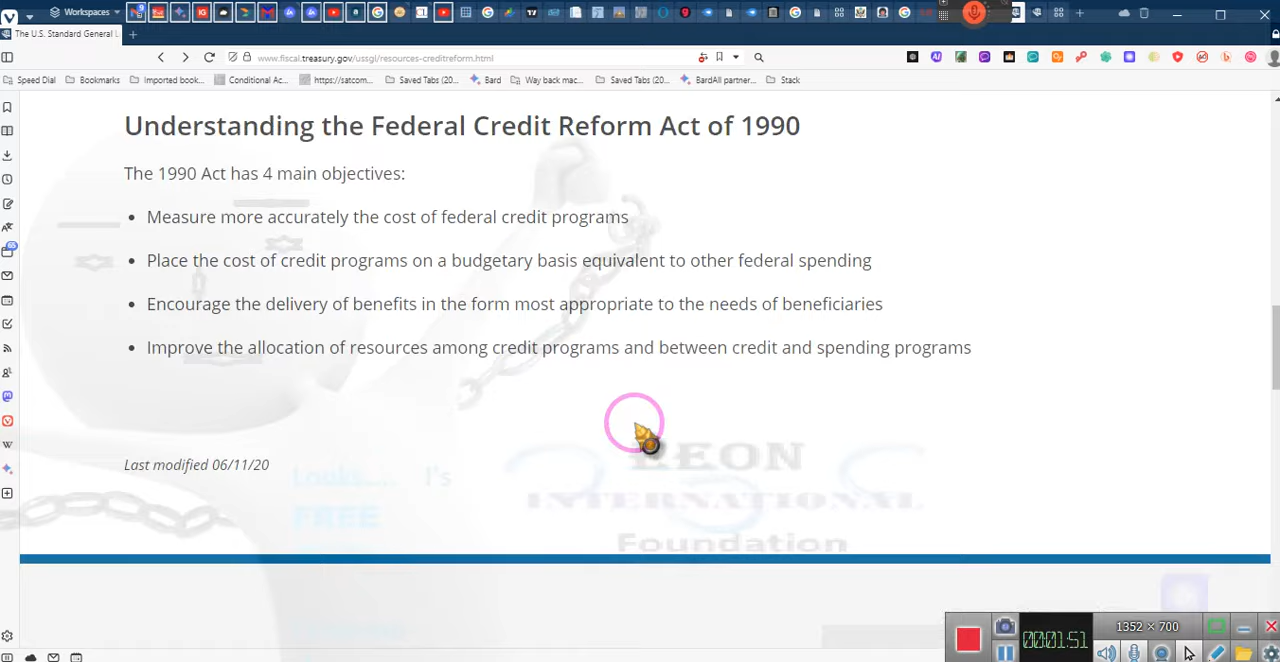 Workspaces
The U.S. Standard General L
www.fiscal.treasury.gov/ussgl/resources-creditreform.html
Speed Dial
Bookmarks
Imported book...
Conditional Ac...
https://satcom...
Saved Tabs (20...
Bard
Way back mac...
Saved Tabs (20...
BardAll partner...
Stack
Understanding the Federal Credit Reform Act of 1990
The 1990 Act has 4 main objectives:
• Measure more accurately the cost of federal credit programs
• Place the cost of credit programs on a budgetary basis equivalent to other federal spending
• Encourage the delivery of benefits in the form most appropriate to the needs of beneficiaries
• Improve the allocation of resources among credit programs and between credit and spending programs
Last modified 06/11/20
Looks.... I's
FREE
LEON
INTERNATIONAL
Foundation
1352 × 700
00:01:51